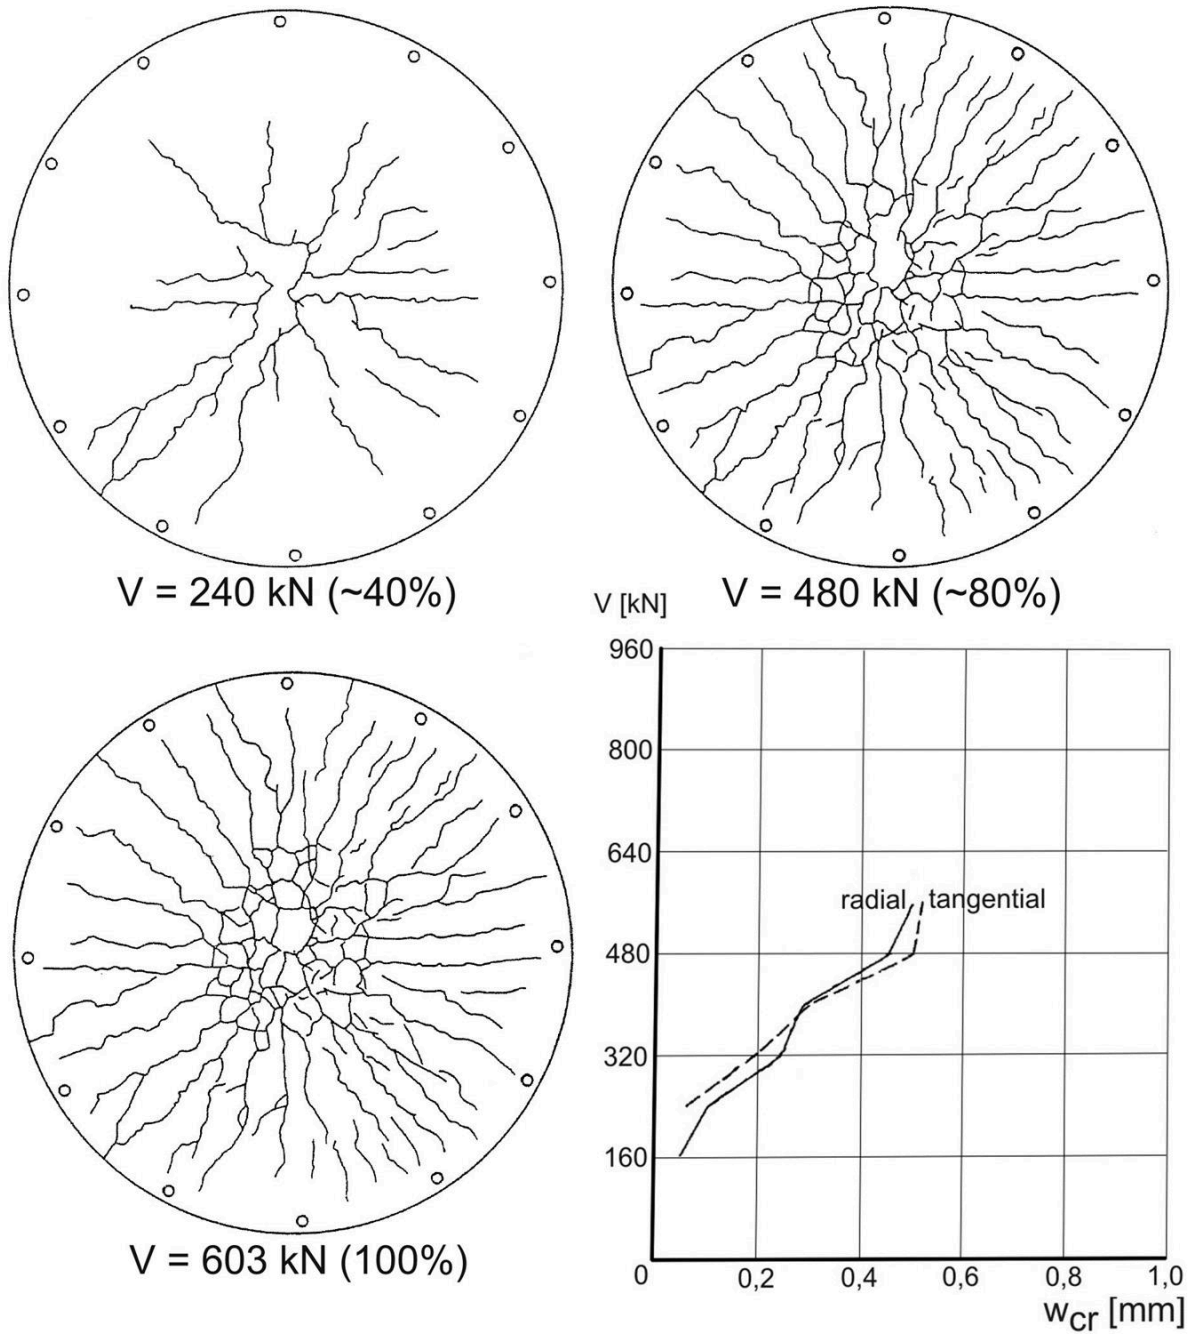 V = 240 kN (~40%)
V = 480 kN (~80%)
V = 603 kN (100%)
V [kN]
960
800
640
radial tangential
480
320
160
0 0,2 0,4 0,6 0,8 1,0
wcr [mm]